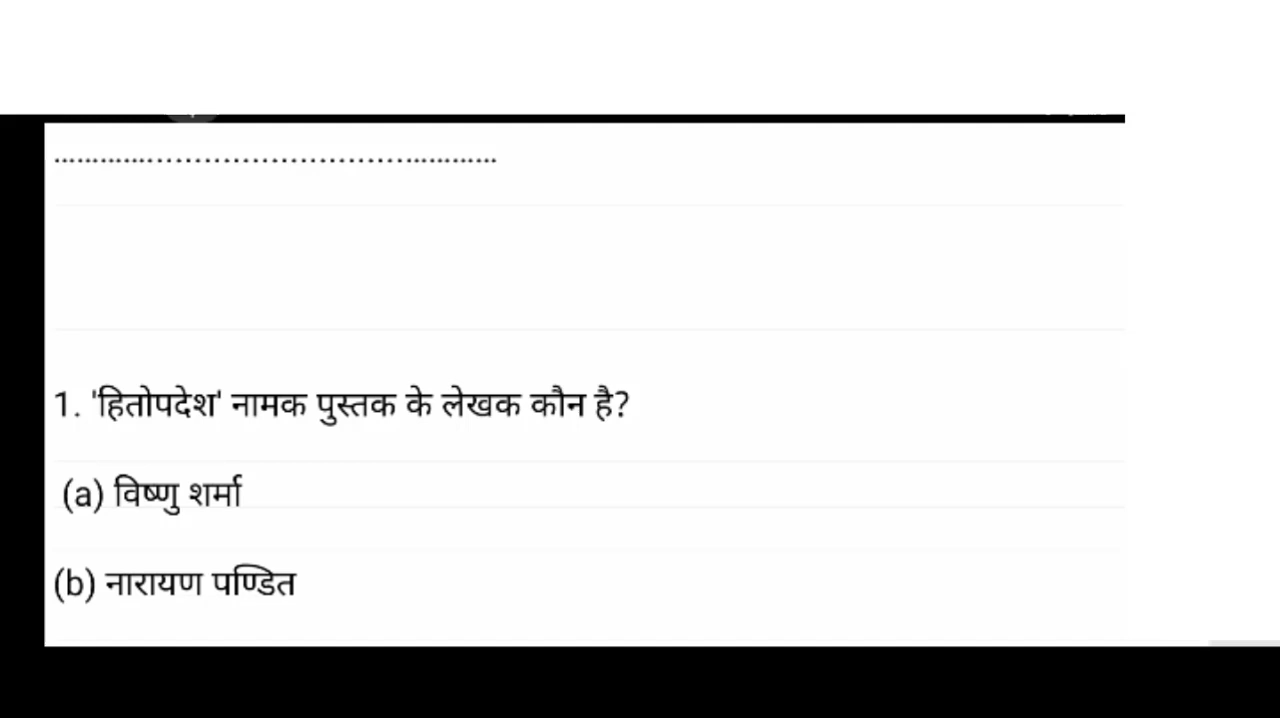 ................................................
1. 'हितोपदेश' नामक पुस्तक के लेखक कौन है?
(a) विष्णु शर्मा
(b) नारायण पण्डित